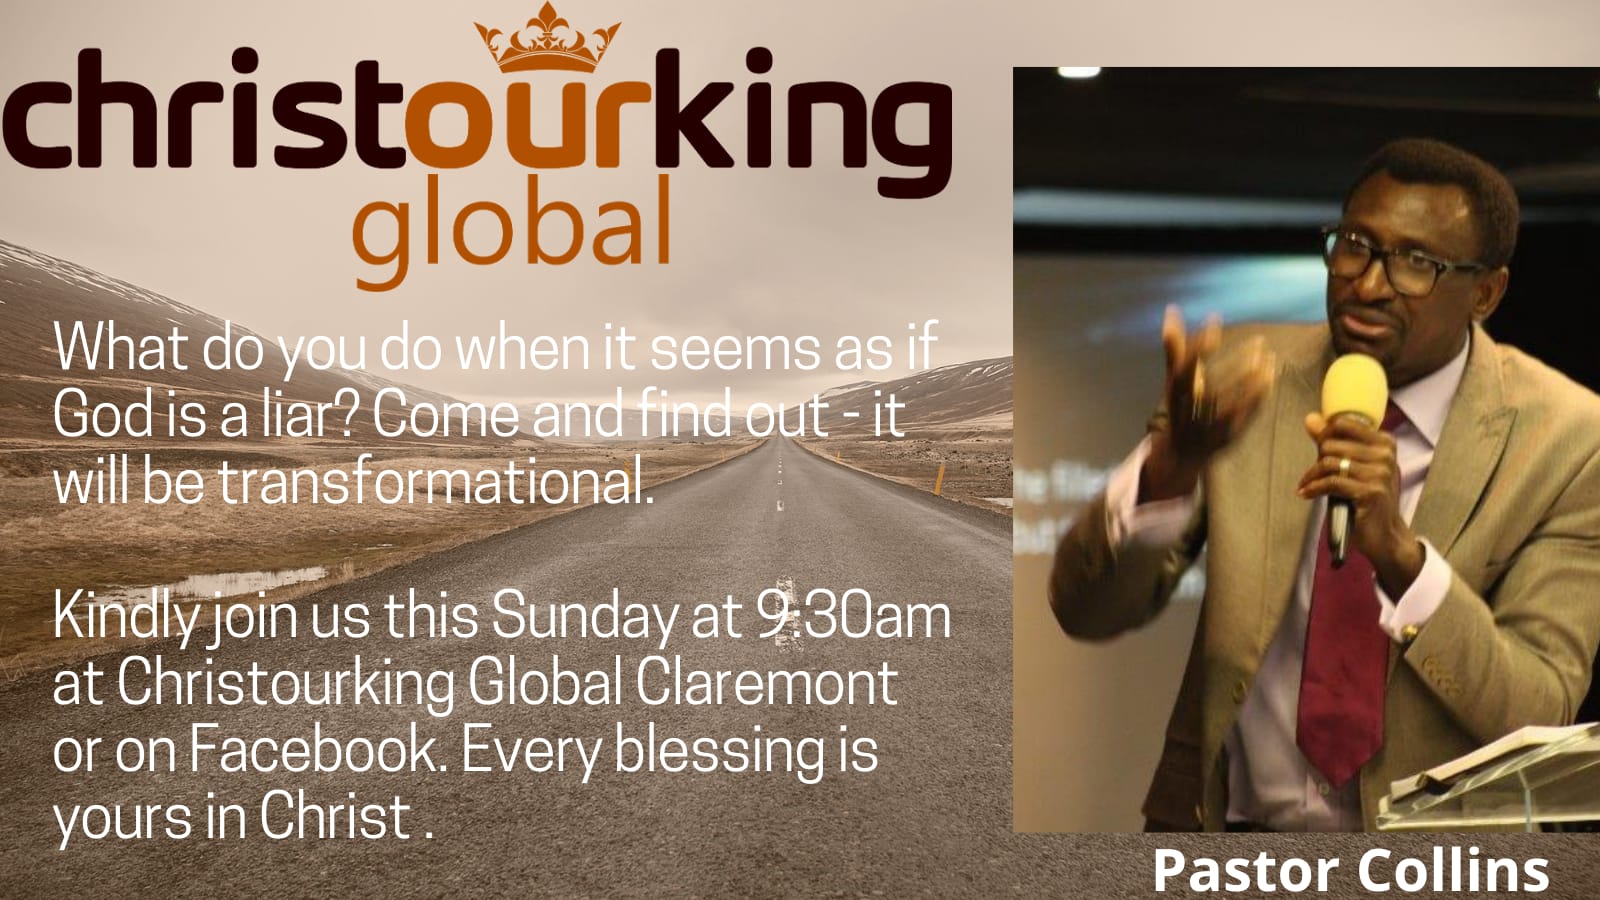 christourking
global
What do you do when it seems as if
God is a liar? Come and find out - it
will be transformational.
Kindly join us this Sunday at 9:30am
at Christourking Global Claremont
or on Facebook. Every blessing is
yours in Christ .
Pastor Collins